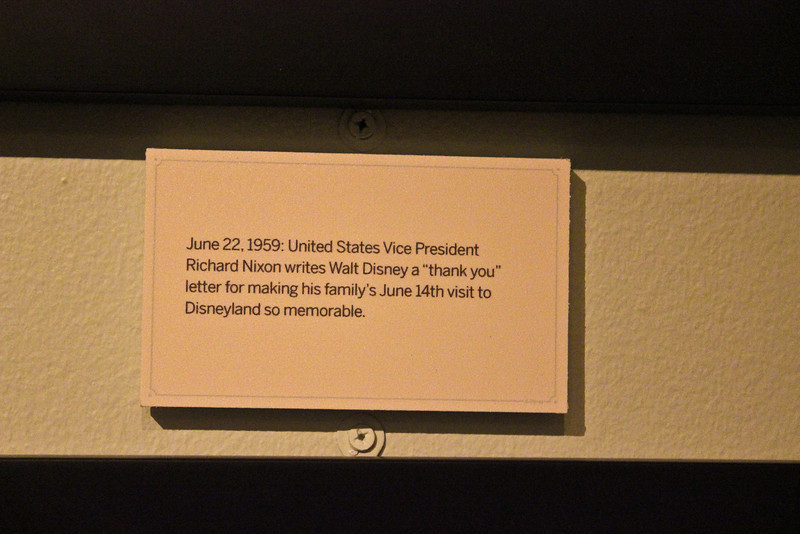 June 22, 1959: United States Vice President
Richard Nixon writes Walt Disney a “thank you”
letter for making his family’s June 14th visit to
Disneyland so memorable.